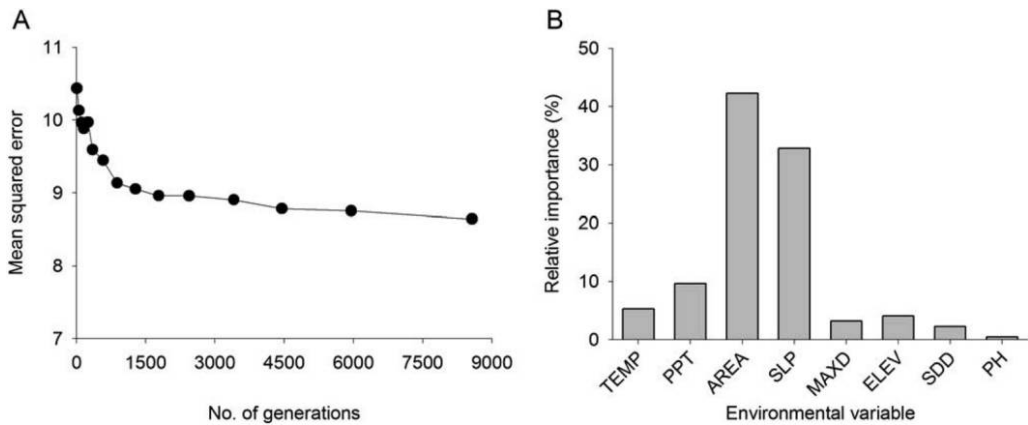 A
Mean squared error
11
10
9
8
7
0 1500 3000 4500 6000 7500 9000
No. of generations
B
Relative importance (%)
50
40
30
20
10
0
TEMP PPT AREA SLP MAXD ELEV SDD PH
Environmental variable